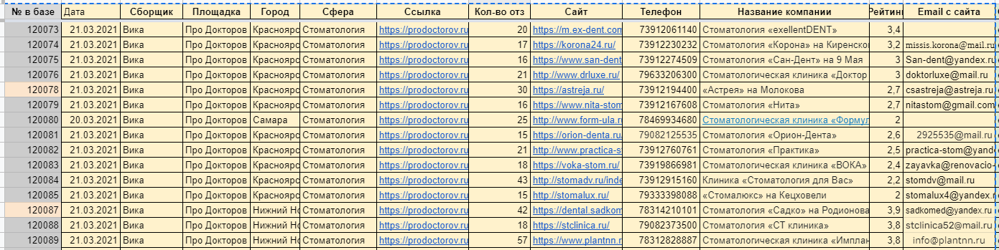 № в базе Дата Сборщик Площадка Город Сфера Ссылка Кол-во отз Сайт Телефон Название компании Рейтинг Email с сайта
120073 21.03.2021 Вика Про Докторов Красноярс Стоматология https://prodoctorov.ru 20 https://m.ex-dent.com 73912061140 Стоматология «exellentDENT» 3,4
120074 21.03.2021 Вика Про Докторов Красноярс Стоматология https://prodoctorov.ru 17 https://korona24.ru/ 73912230232 Стоматология «Корона» на Киренско 3,2 missis.korona@mail.ru
120075 21.03.2021 Вика Про Докторов Красноярс Стоматология https://prodoctorov.ru 16 https://www.san-dent 73912274509 Стоматология «Сан-Дент» на 9 Мая 3 San-dent@yandex.ru
120076 21.03.2021 Вика Про Докторов Красноярс Стоматология https://prodoctorov.ru 21 http://www.drluxe.ru/ 79633206300 Стоматологическая клиника «Доктор 3 doktorluxe@mail.ru
120078 21.03.2021 Вика Про Докторов Красноярс Стоматология https://prodoctorov.ru 30 https://astreja.ru/ 73912194400 «Астрея» на Молокова 2,7 csastreja@astreja.ru
120079 21.03.2021 Вика Про Докторов Красноярс Стоматология https://prodoctorov.ru 16 https://www.nita-stom 73912167608 Стоматология «Нита» 2,7 nitastom@gmail.com
120080 20.03.2021 Вика Про Докторов Самара Стоматология https://prodoctorov.ru 25 http://www.form-ula.ru 78469934680 Стоматологическая клиника «Формул 2
120081 21.03.2021 Вика Про Докторов Красноярс Стоматология https://prodoctorov.ru 15 https://orion-denta.ru/ 79082125535 Стоматология «Орион-Дента» 2,6 2925535@mail.ru
120082 21.03.2021 Вика Про Докторов Красноярс Стоматология https://prodoctorov.ru 21 http://www.practica-s 73912760761 Стоматология «Практика» 2,5 practica-stom@yand
120083 21.03.2021 Вика Про Докторов Красноярс Стоматология https://prodoctorov.ru 18 https://voka-stom.ru/ 73919866981 Стоматология «ВОКА» 2,4 zayavka@renovacio-
120084 21.03.2021 Вика Про Докторов Красноярс Стоматология https://prodoctorov.ru 43 http://stomadv.ru/inde 73912915160 Клиника «Стоматология для Вас» 2,2 stomdv@mail.ru
120085 21.03.2021 Вика Про Докторов Красноярс Стоматология https://prodoctorov.ru 15 http://stomalux.ru/ 79333398088 «Стомалюкс» на Кецховели 2 stomalux4@yandex.r
120087 21.03.2021 Вика Про Докторов Нижний Но Стоматология https://prodoctorov.ru 42 https://dental.sadkom 78314210101 Стоматология «Садко» на Родионова 3,9 sadkomed@yandex.ru
120088 21.03.2021 Вика Про Докторов Нижний Но Стоматология https://prodoctorov.ru 18 https://stclinica.ru/ 79082373500 Стоматология «СТ клиника» 3,8 stclinica52@mail.ru
120089 21.03.2021 Вика Про Докторов Нижний Но Стоматология https://prodoctorov.ru 57 https://www.plantnn.r 78312828887 Стоматологическая клиника «Имплан 3,8 info@plantnn.ru